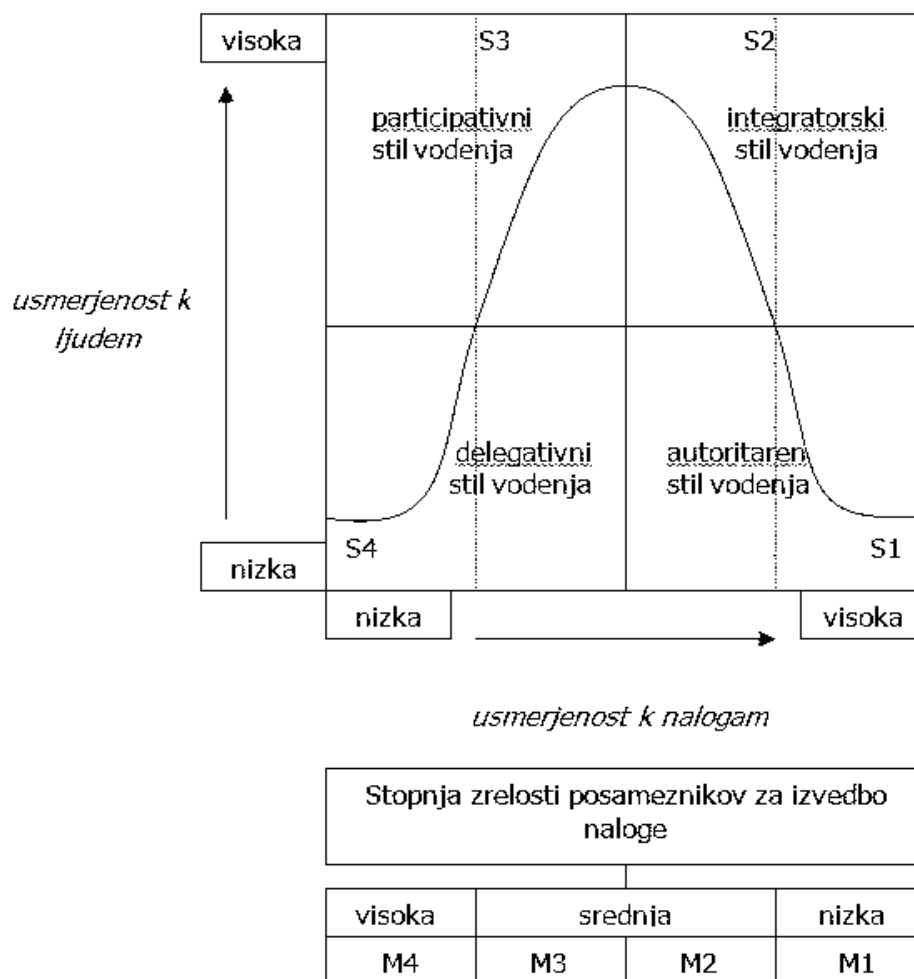 visoka
S3
S2
participativni
stil vodenja
integratorski
stil vodenja
usmerjenost k
ljudem
delegativni
stil vodenja
autoritaren
stil vodenja
S4
S1
nizka
nizka
visoka
usmerjenost k nalogam
Stopnja zrelosti posameznikov za izvedbo
naloge
visoka
srednja
nizka
M4
M3
M2
M1